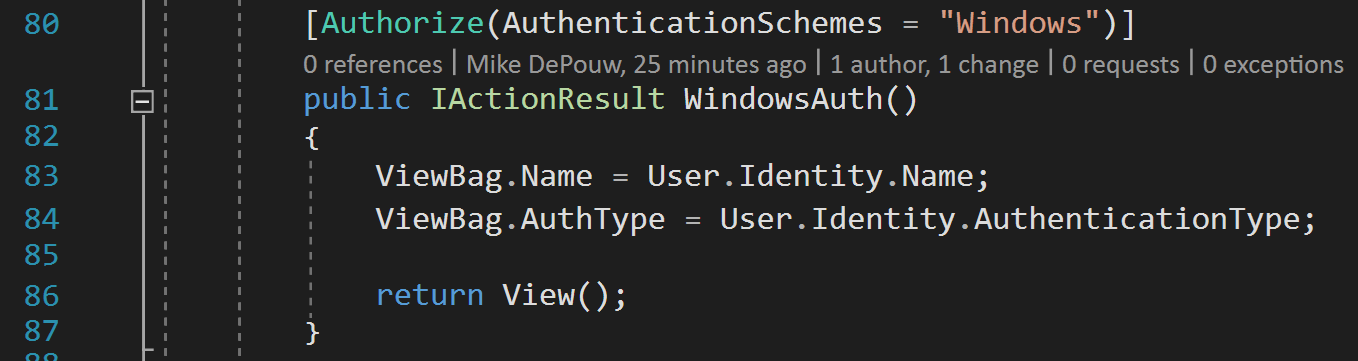 80 [Authorize(AuthenticationSchemes = "Windows")]
0 references | Mike DePouw, 25 minutes ago | 1 author, 1 change | 0 requests | 0 exceptions
81 public IActionResult WindowsAuth()
82 {
83 ViewBag.Name = User.Identity.Name;
84 ViewBag.AuthType = User.Identity.AuthenticationType;
85
86 return View();
87 }
88